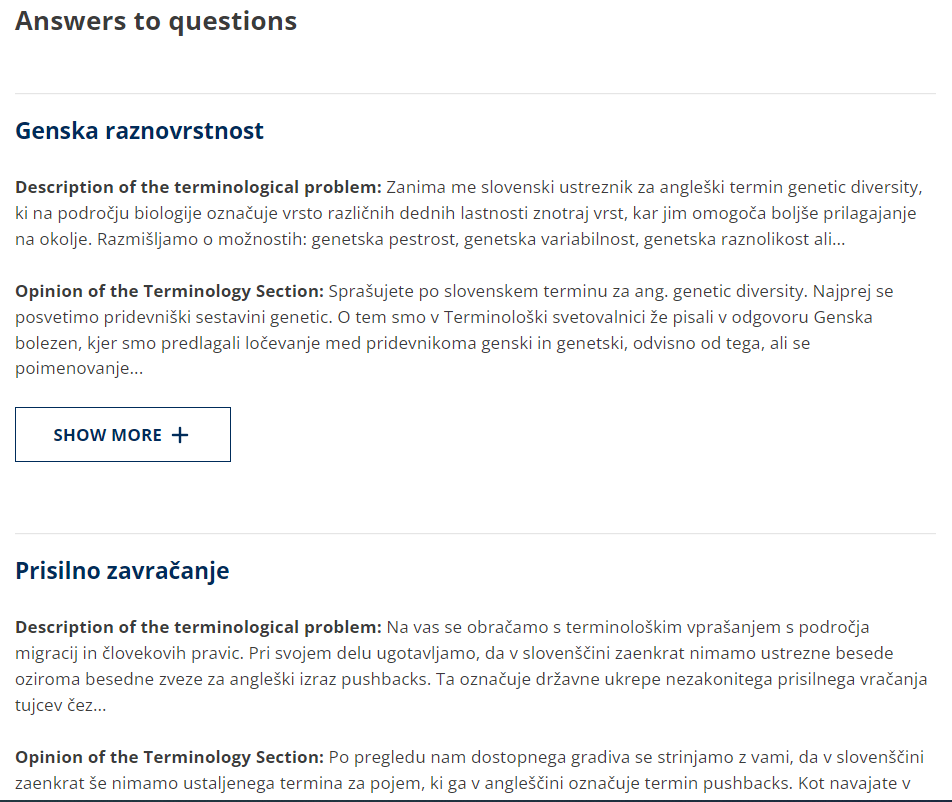 Answers to questions
Genska raznovrstnost
Description of the terminological problem: Zanima me slovenski ustreznik za angleški termin genetic diversity,
ki na področju biologije označuje vrsto različnih dednih lastnosti znotraj vrst, kar jim omogoča boljše prilagajanje
na okolje. Razmišljamo o možnostih: genetska pestrost, genetska variabilnost, genetska raznolikost ali...
Opinion of the Terminology Section: Sprašujete po slovenskem terminu za ang. genetic diversity. Najprej se
posvetimo pridevniški sestavini genetic. O tem smo v Terminološki svetovalnici že pisali v odgovoru Genska
bolezen, kjer smo predlagali ločevanje med pridevnikoma genski in genetski, odvisno od tega, ali se
poimenovanje...
SHOW MORE +
Prisilno zavračanje
Description of the terminological problem: Na vas se obračamo s terminološkim vprašanjem s področja
migracij in človekovih pravic. Pri svojem delu ugotavljamo, da v slovenščini zaenkrat nimamo ustrezne besede
oziroma besedne zveze za angleški izraz pushbacks. Ta označuje državne ukrepe nezakonitega prisilnega vračanja
tujcev čez...
Opinion of the Terminology Section: Po pregledu nam dostopnega gradiva se strinjamo z vami, da v slovenščini
zaenkrat še nimamo ustaljenega termina za pojem, ki ga v angleščini označuje termin pushbacks. Kot navajate v